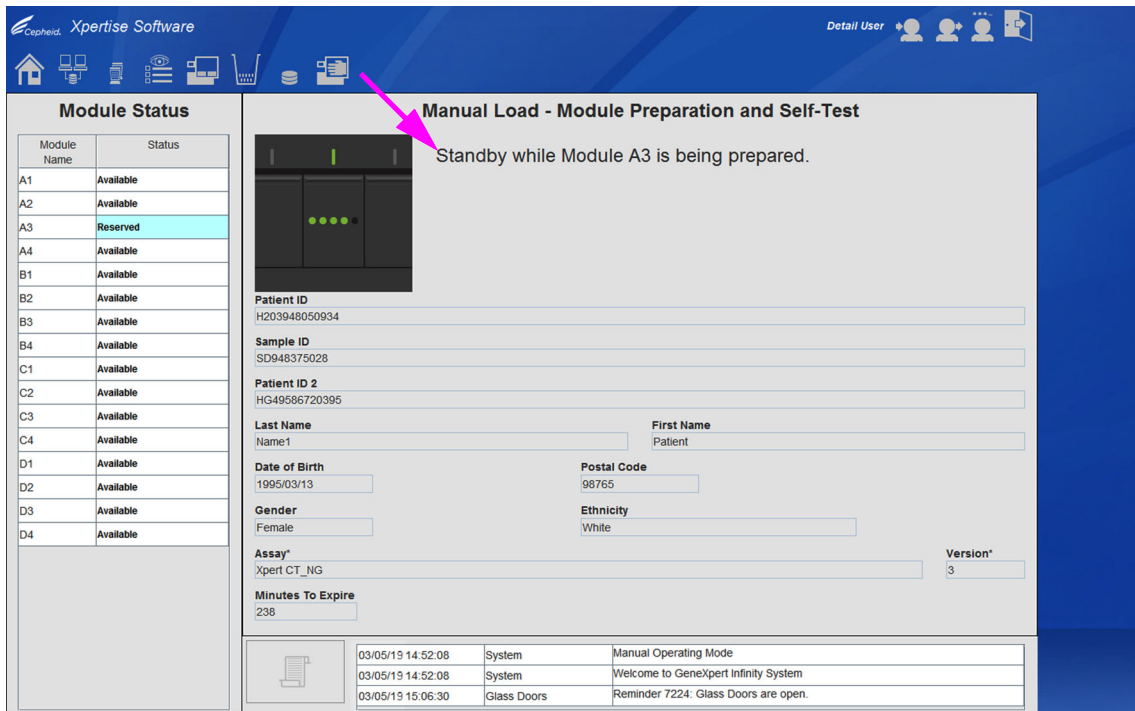 Cepheid. Xpertise Software
Detail User
Module Status
Module Name Status
A1 Available
A2 Available
A3 Reserved
A4 Available
B1 Available
B2 Available
B3 Available
B4 Available
C1 Available
C2 Available
C3 Available
C4 Available
D1 Available
D2 Available
D3 Available
D4 Available
Manual Load - Module Preparation and Self-Test
Standby while Module A3 is being prepared.
Patient ID
H203948050934
Sample ID
SD948375028
Patient ID 2
HG49586720395
Last Name First Name
Name1 Patient
Date of Birth Postal Code
1995/03/13 98765
Gender Ethnicity
Female White
Assay* Version*
Xpert CT_NG 3
Minutes To Expire
238
03/05/19 14:52:08 System Manual Operating Mode
03/05/19 14:52:08 System Welcome to GeneXpert Infinity System
03/05/19 15:06:30 Glass Doors Reminder 7224: Glass Doors are open.